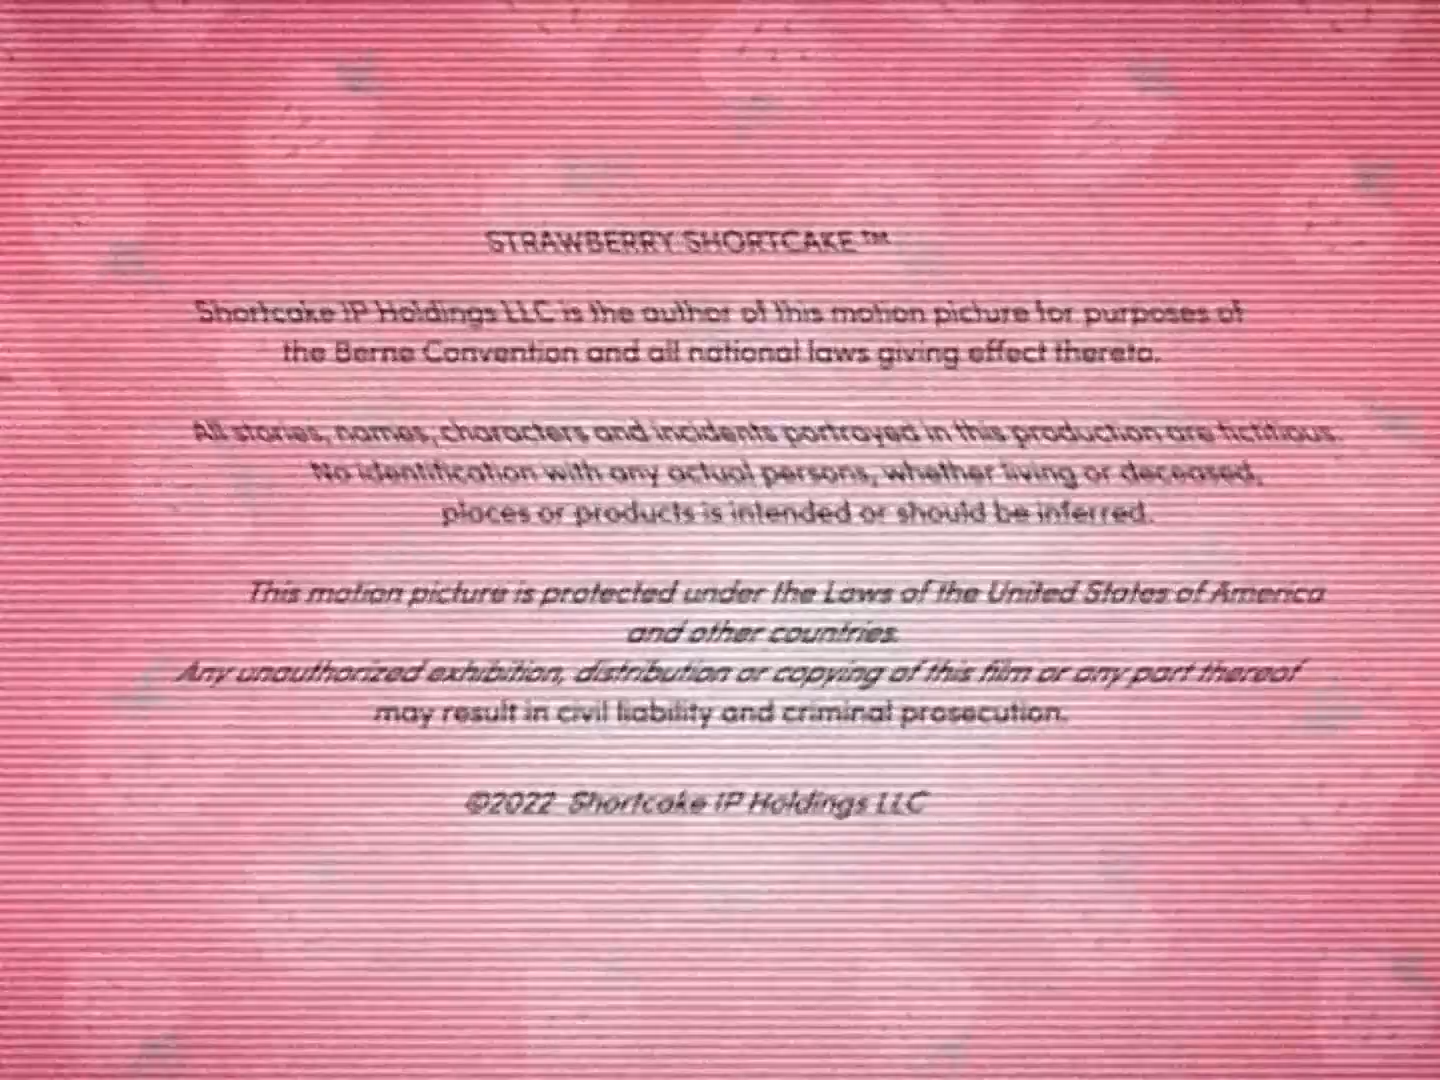 STRAWBERRY SHORTCAKE™
Shortcake IP Holdings LLC is the author of this motion picture for purposes of
the Berne Convention and all national laws giving effect thereto.
All stories, names, characters and incidents portrayed in this production are fictitious.
No identification with any actual persons, whether living or deceased,
places or products is intended or should be inferred.
This motion picture is protected under the Laws of the United States of America
and other countries.
Any unauthorized exhibition, distribution or copying of this film or any part thereof
may result in civil liability and criminal prosecution.
©2022 Shortcake IP Holdings LLC